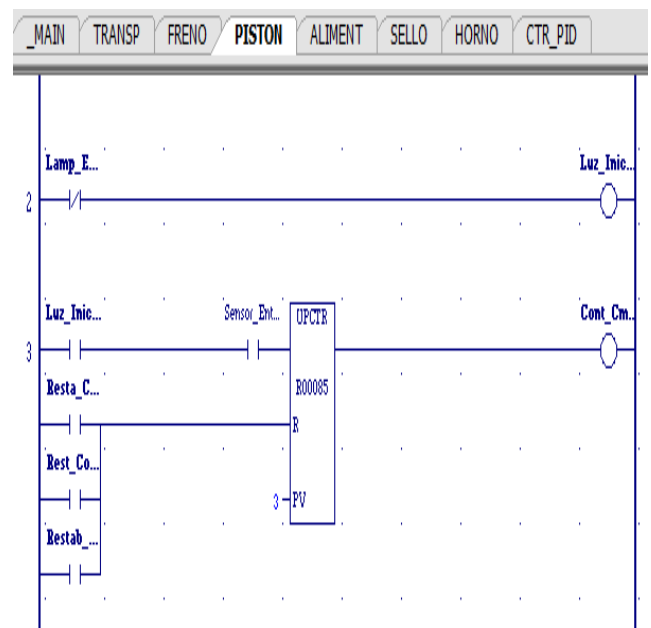 _MAIN TRANSP FRENO PISTON ALIMENT SELLO HORNO CTR_PID
Lamp_E... Luz_Inic...
2
Luz_Inic... Sensor_Ent... UPCTR Cont_Cm..
3
Resta_C... R00085
R
Rest_Co...
3 PV
Restab_...